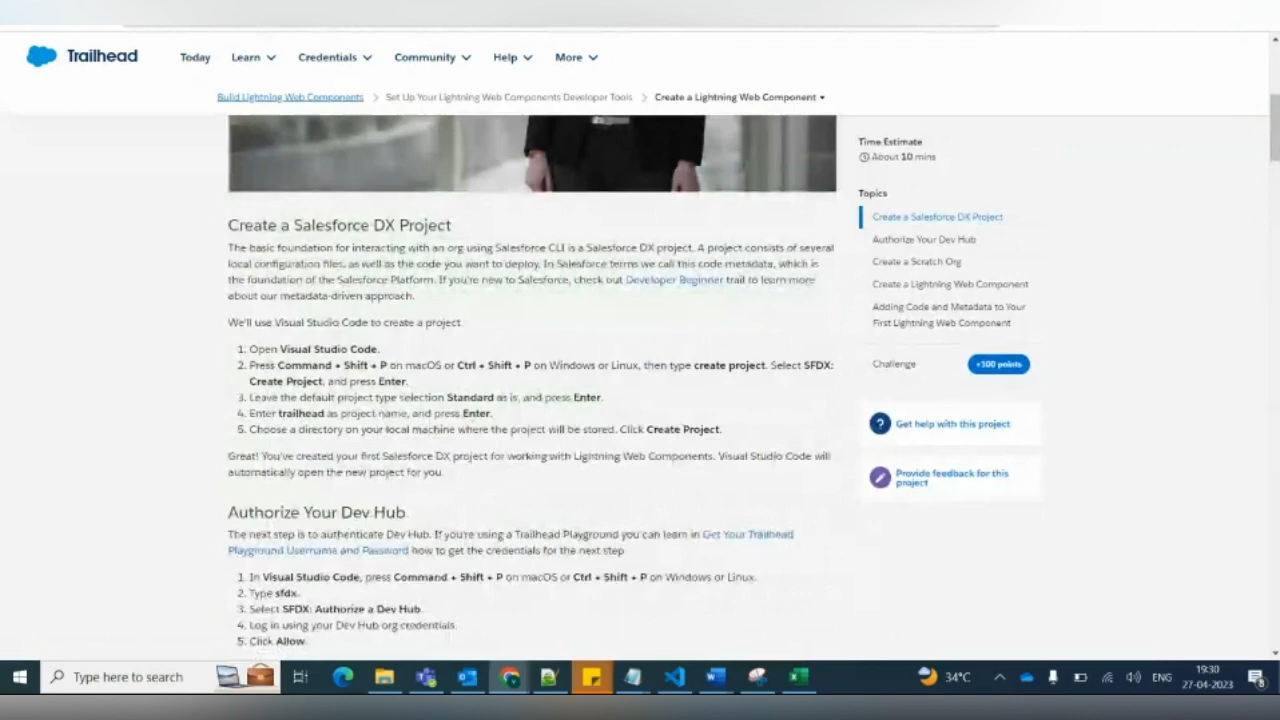 Trailhead
Today Learn Credentials Community Help More
Build Lightning Web Components > Set Up Your Lightning Web Components Developer Tools > Create a Lightning Web Component
Create a Salesforce DX Project
The basic foundation for interacting with an org using Salesforce CLI is a Salesforce DX project. A project consists of several
local configuration files, as well as the code you want to deploy. In Salesforce terms we call this code metadata, which is
the foundation of the Salesforce Platform. If you're new to Salesforce, check out Developer Beginner trail to learn more
about our metadata-driven approach.
We'll use Visual Studio Code to create a project.
1. Open Visual Studio Code.
2. Press Command + Shift + P on macOS or Ctrl + Shift + P on Windows or Linux, then type create project. Select SFDX:
Create Project, and press Enter.
3. Leave the default project type selection Standard as is, and press Enter.
4. Enter trailhead as project name, and press Enter.
5. Choose a directory on your local machine where the project will be stored. Click Create Project.
Great! You've created your first Salesforce DX project for working with Lightning Web Components. Visual Studio Code will
automatically open the new project for you.
Authorize Your Dev Hub
The next step is to authenticate Dev Hub. If you're using a Trailhead Playground you can learn in Get Your Trailhead
Playground Username and Password how to get the credentials for the next step.
1. In Visual Studio Code, press Command + Shift + P on macOS or Ctrl + Shift + P on Windows or Linux.
2. Type sfdx.
3. Select SFDX: Authorize a Dev Hub.
4. Log in using your Dev Hub org credentials.
5. Click Allow.
Time Estimate
About 10 mins
Topics
Create a Salesforce DX Project
Authorize Your Dev Hub
Create a Scratch Org
Create a Lightning Web Component
Adding Code and Metadata to Your
First Lightning Web Component
Challenge +100 points
Get help with this project
Provide feedback for this
project
Type here to search
34°C
ENG
19:30
27-04-2023
8